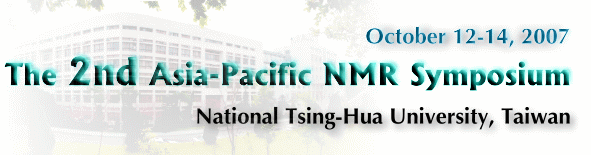 October 12-14, 2007
The 2nd Asia-Pacific NMR Symposium
National Tsing-Hua University, Taiwan